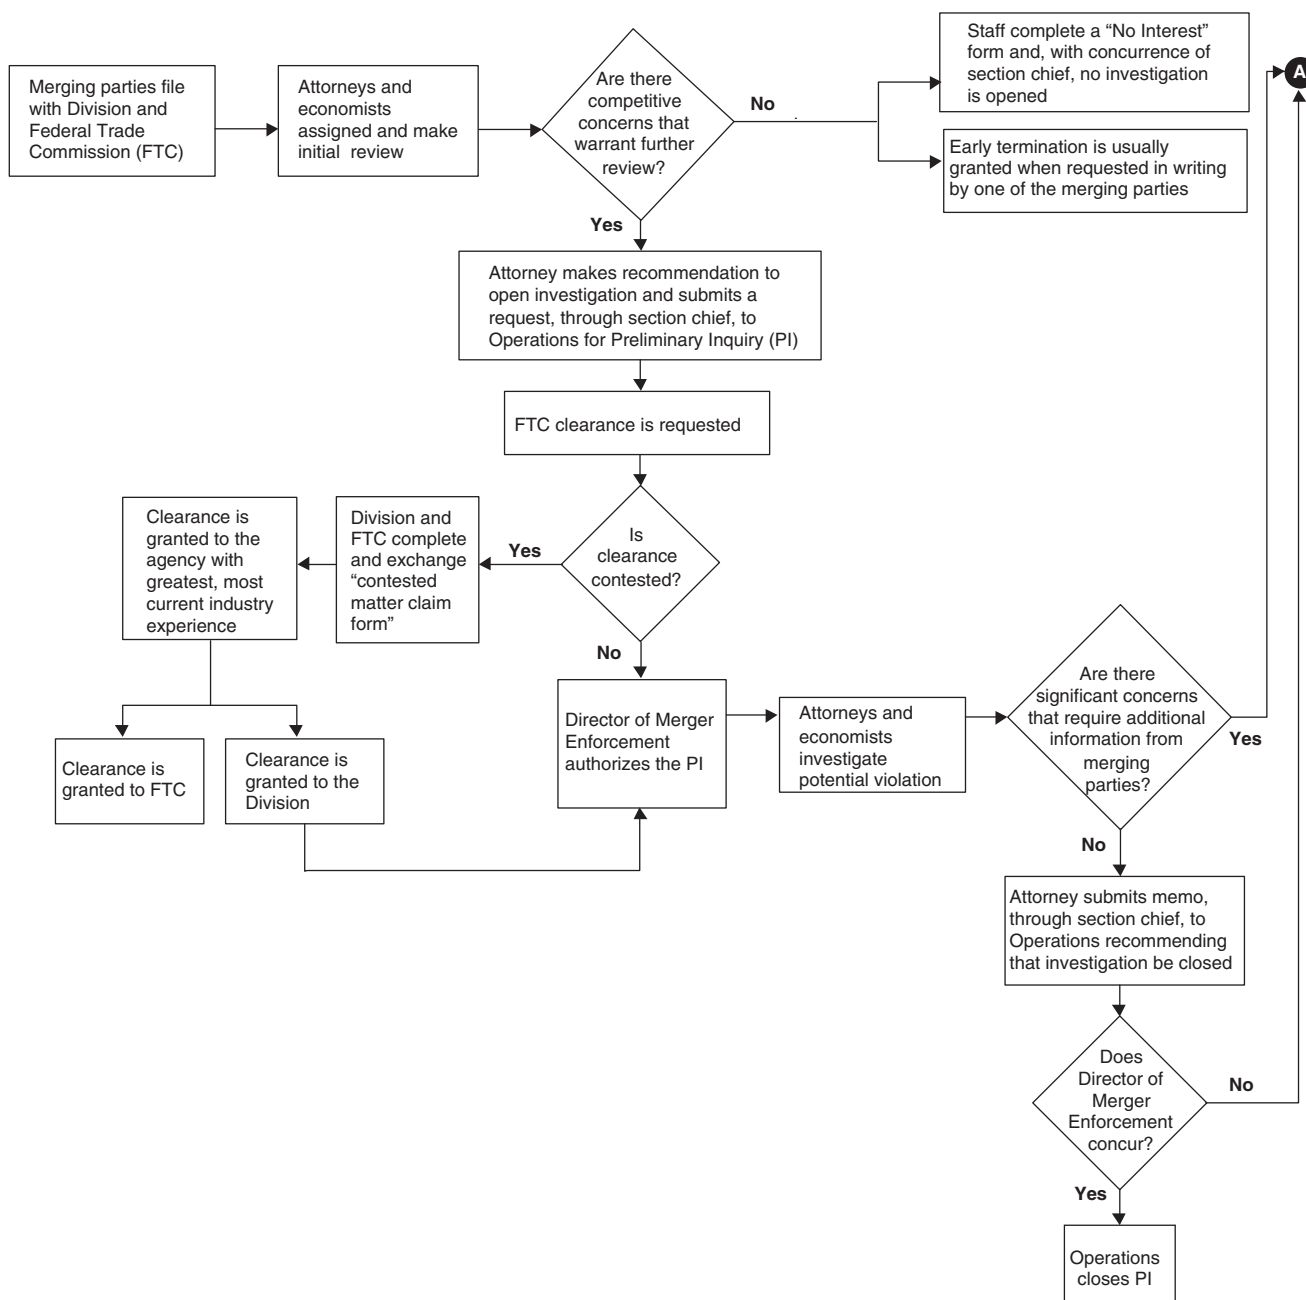 Merging parties file
with Division and
Federal Trade
Commission (FTC)
Attorneys and
economists
assigned and make
initial review
Are there
competitive
concerns that
warrant further
review?
No
Staff complete a “No Interest”
form and, with concurrence of
section chief, no investigation
is opened
A
Early termination is usually
granted when requested in writing
by one of the merging parties
Yes
Attorney makes recommendation to
open investigation and submits a
request, through section chief, to
Operations for Preliminary Inquiry (PI)
FTC clearance is requested
Is
clearance
contested?
Yes
Division and
FTC complete
and exchange
“contested
matter claim
form”
Clearance is
granted to the
agency with
greatest, most
current industry
experience
Clearance is
granted to FTC
Clearance is
granted to the
Division
No
Director of Merger
Enforcement
authorizes the PI
Attorneys and
economists
investigate
potential violation
Are there
significant concerns
that require additional
information from
merging
parties?
Yes
No
Attorney submits memo,
through section chief, to
Operations recommending
that investigation be closed
Does
Director of
Merger
Enforcement
concur?
No
Yes
Operations
closes PI